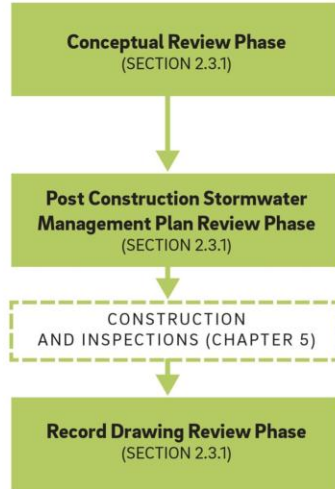 Conceptual Review Phase
(SECTION 2.3.1)
Post Construction Stormwater
Management Plan Review Phase
(SECTION 2.3.1)
CONSTRUCTION
AND INSPECTIONS (CHAPTER 5)
Record Drawing Review Phase
(SECTION 2.3.1)